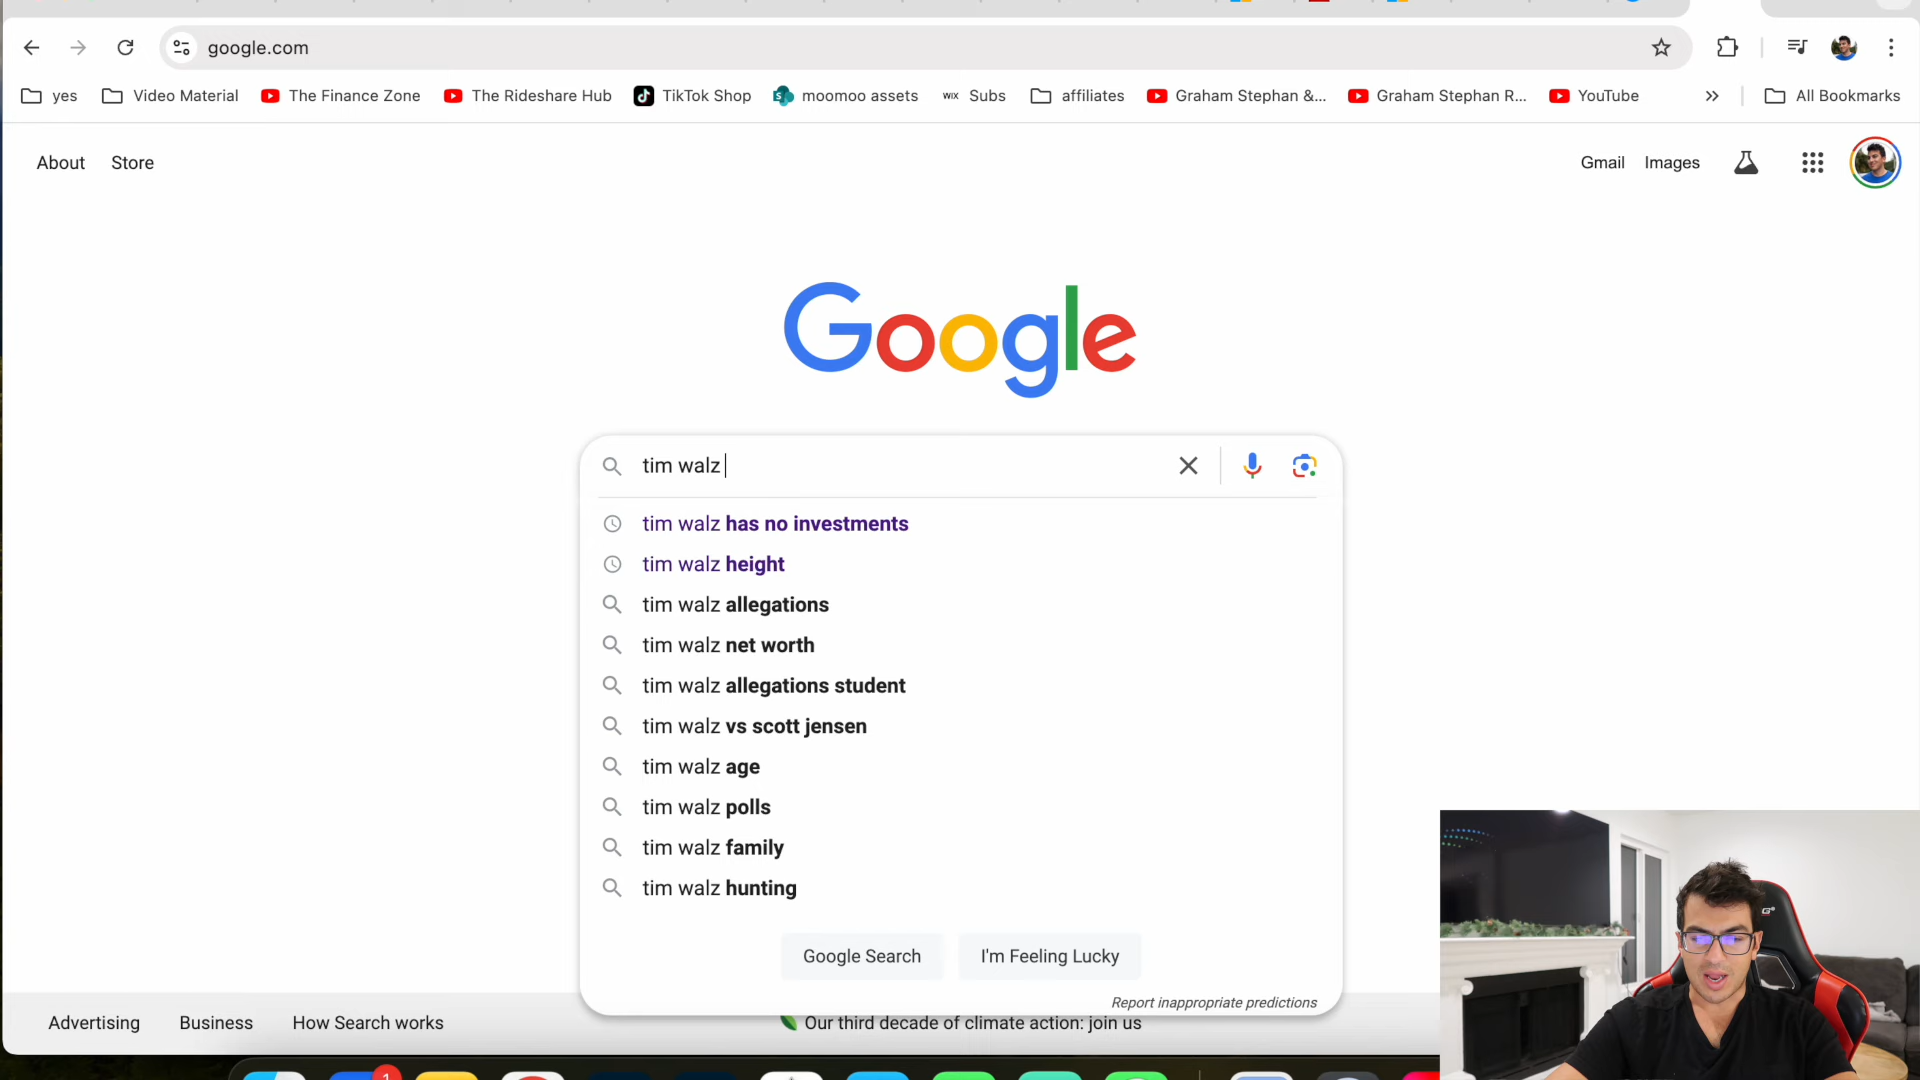 google.com
yes Video Material The Finance Zone The Rideshare Hub TikTok Shop moomoo assets WIX Subs affiliates Graham Stephan &... Graham Stephan R... YouTube All Bookmarks
About Store Gmail Images
Google
tim walz
tim walz has no investments
tim walz height
tim walz allegations
tim walz net worth
tim walz allegations student
tim walz vs scott jensen
tim walz age
tim walz polls
tim walz family
tim walz hunting
Google Search I'm Feeling Lucky
Report inappropriate predictions
Advertising Business How Search works Our third decade of climate action: join us
1